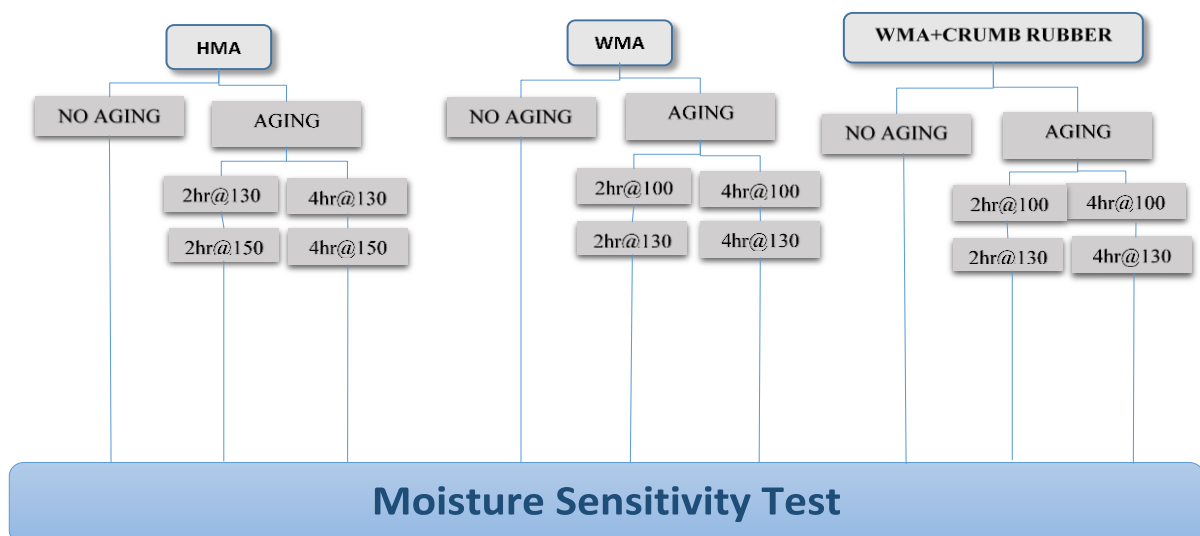 HMA
NO AGING
AGING
2hr@130
4hr@130
2hr@150
4hr@150
WMA
NO AGING
AGING
2hr@100
4hr@100
2hr@130
4hr@130
WMA+CRUMB RUBBER
NO AGING
AGING
2hr@100
4hr@100
2hr@130
4hr@130
Moisture Sensitivity Test